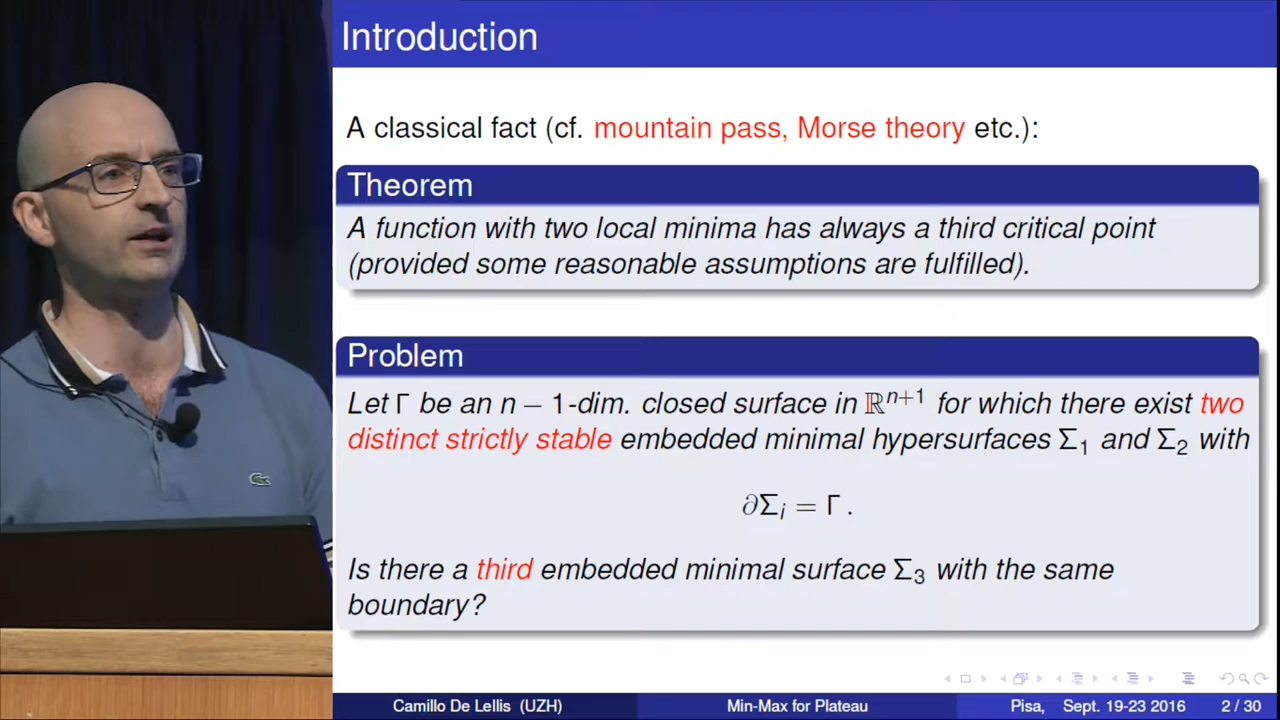 Introduction
A classical fact (cf. mountain pass, Morse theory etc.):
Theorem
A function with two local minima has always a third critical point
(provided some reasonable assumptions are fulfilled).
Problem
Let Γ be an n − 1-dim. closed surface in ℝⁿ⁺¹ for which there exist two
distinct strictly stable embedded minimal hypersurfaces Σ₁ and Σ₂ with
∂Σᵢ = Γ .
Is there a third embedded minimal surface Σ₃ with the same
boundary?
Camillo De Lellis (UZH) Min-Max for Plateau Pisa, Sept. 19-23 2016 2 / 30